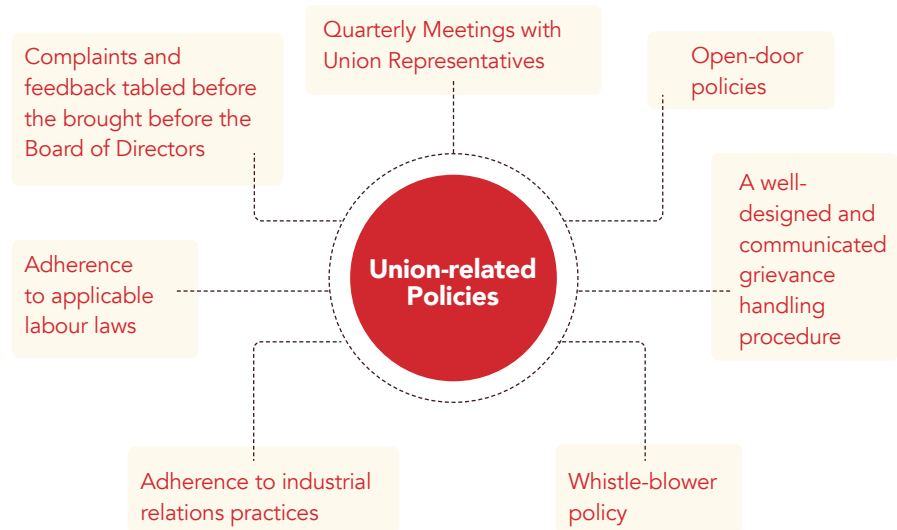 Quarterly Meetings with
Union Representatives
Complaints and
feedback tabled before
the brought before the
Board of Directors
Open-door
policies
A well-
designed and
communicated
grievance
handling
procedure
Union-related
Policies
Adherence
to applicable
labour laws
Adherence to industrial
relations practices
Whistle-blower
policy